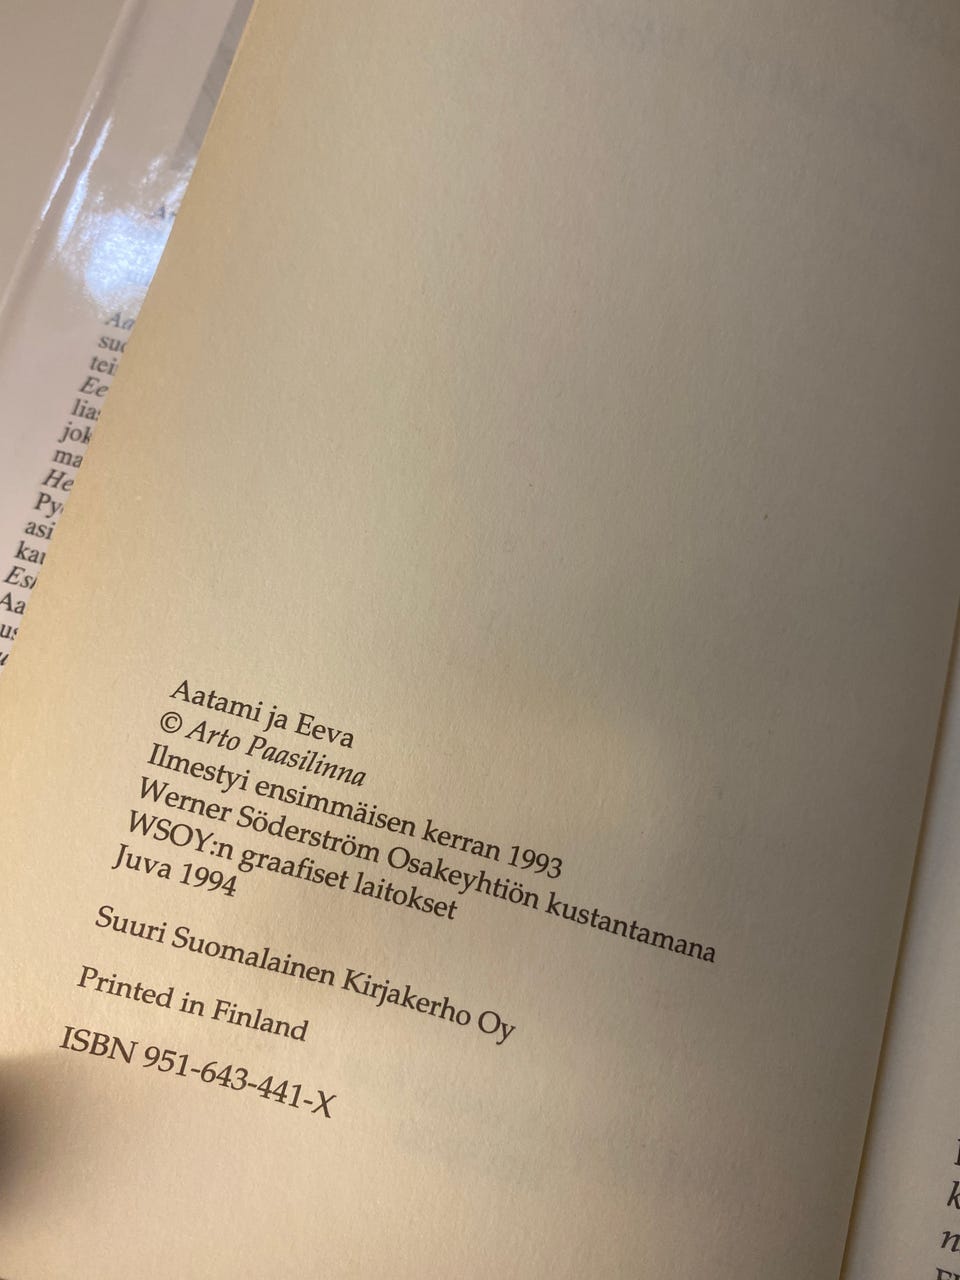 Aatami ja Eeva
© Arto Paasilinna
Ilmestyi ensimmäisen kerran 1993
Werner Söderström Osakeyhtiön kustantamana
WSOY:n graafiset laitokset
Juva 1994
Suuri Suomalainen Kirjakerho Oy
Printed in Finland
ISBN 951-643-441-X